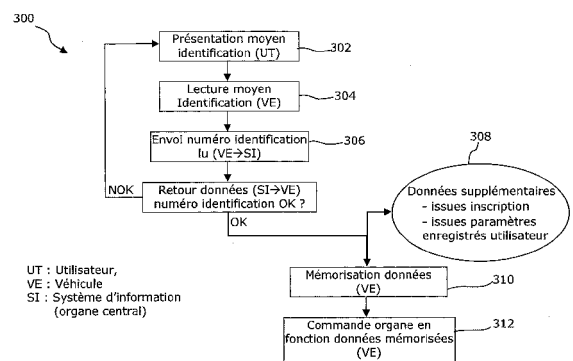 300
Présentation moyen
identification (UT)
302
Lecture moyen
Identification (VE)
304
Envoi numéro identification
lu (VE→SI)
306
308
NOK
Retour données (SI→VE)
numéro identification OK ?
OK
Données supplémentaires
- issues inscription
- issues paramètres
enregistrés utilisateur
UT : Utilisateur,
VE : Véhicule
SI : Système d'information
(organe central)
Mémorisation données
(VE)
310
Commande organe en
fonction données mémorisées
(VE)
312